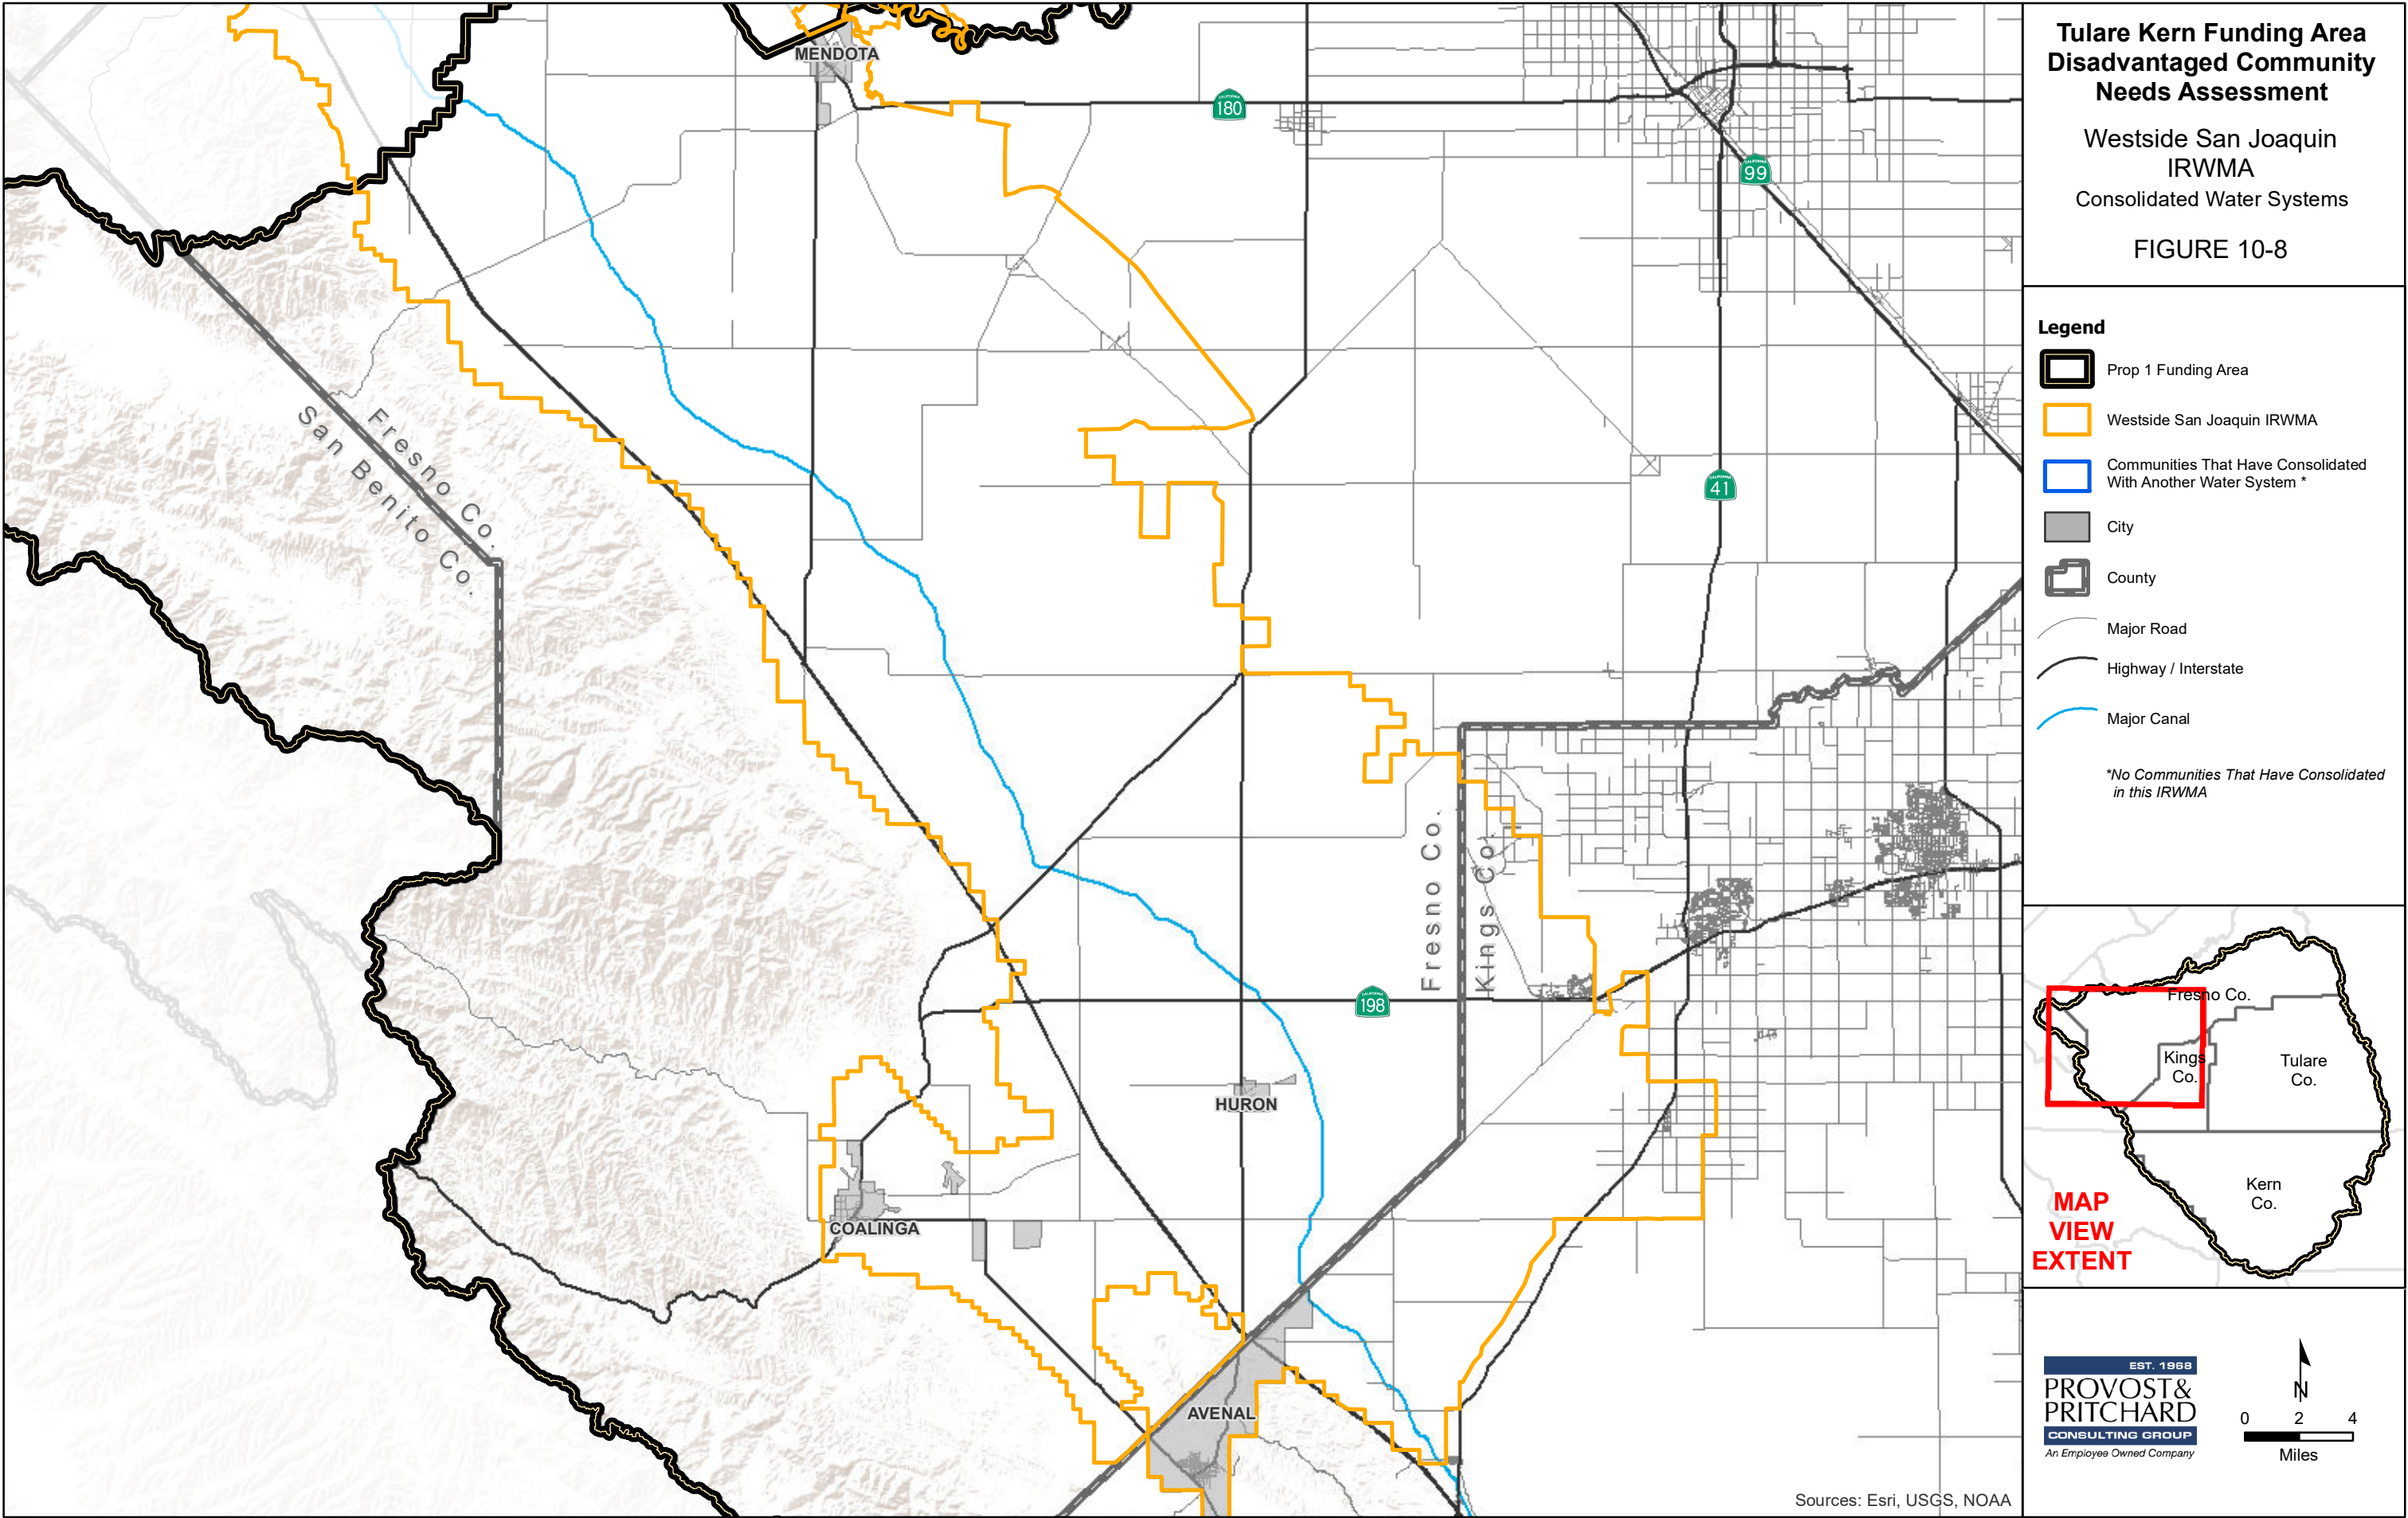 Tulare Kern Funding Area
Disadvantaged Community
Needs Assessment
Westside San Joaquin
IRWMA
Consolidated Water Systems
FIGURE 10-8
Legend
Prop 1 Funding Area
Westside San Joaquin IRWMA
Communities That Have Consolidated
With Another Water System *
City
County
Major Road
Highway / Interstate
Major Canal
*No Communities That Have Consolidated
in this IRWMA
MENDOTA
CALIFORNIA
180
CALIFORNIA
99
CALIFORNIA
41
Fresno Co.
San Benito Co.
Fresno Co.
Kings Co.
CALIFORNIA
198
HURON
COALINGA
AVENAL
Sources: Esri, USGS, NOAA
Fresno Co.
Kings
Co.
Tulare
Co.
Kern
Co.
MAP
VIEW
EXTENT
EST. 1968
PROVOST&
PRITCHARD
CONSULTING GROUP
An Employee Owned Company
N
0 2 4
Miles